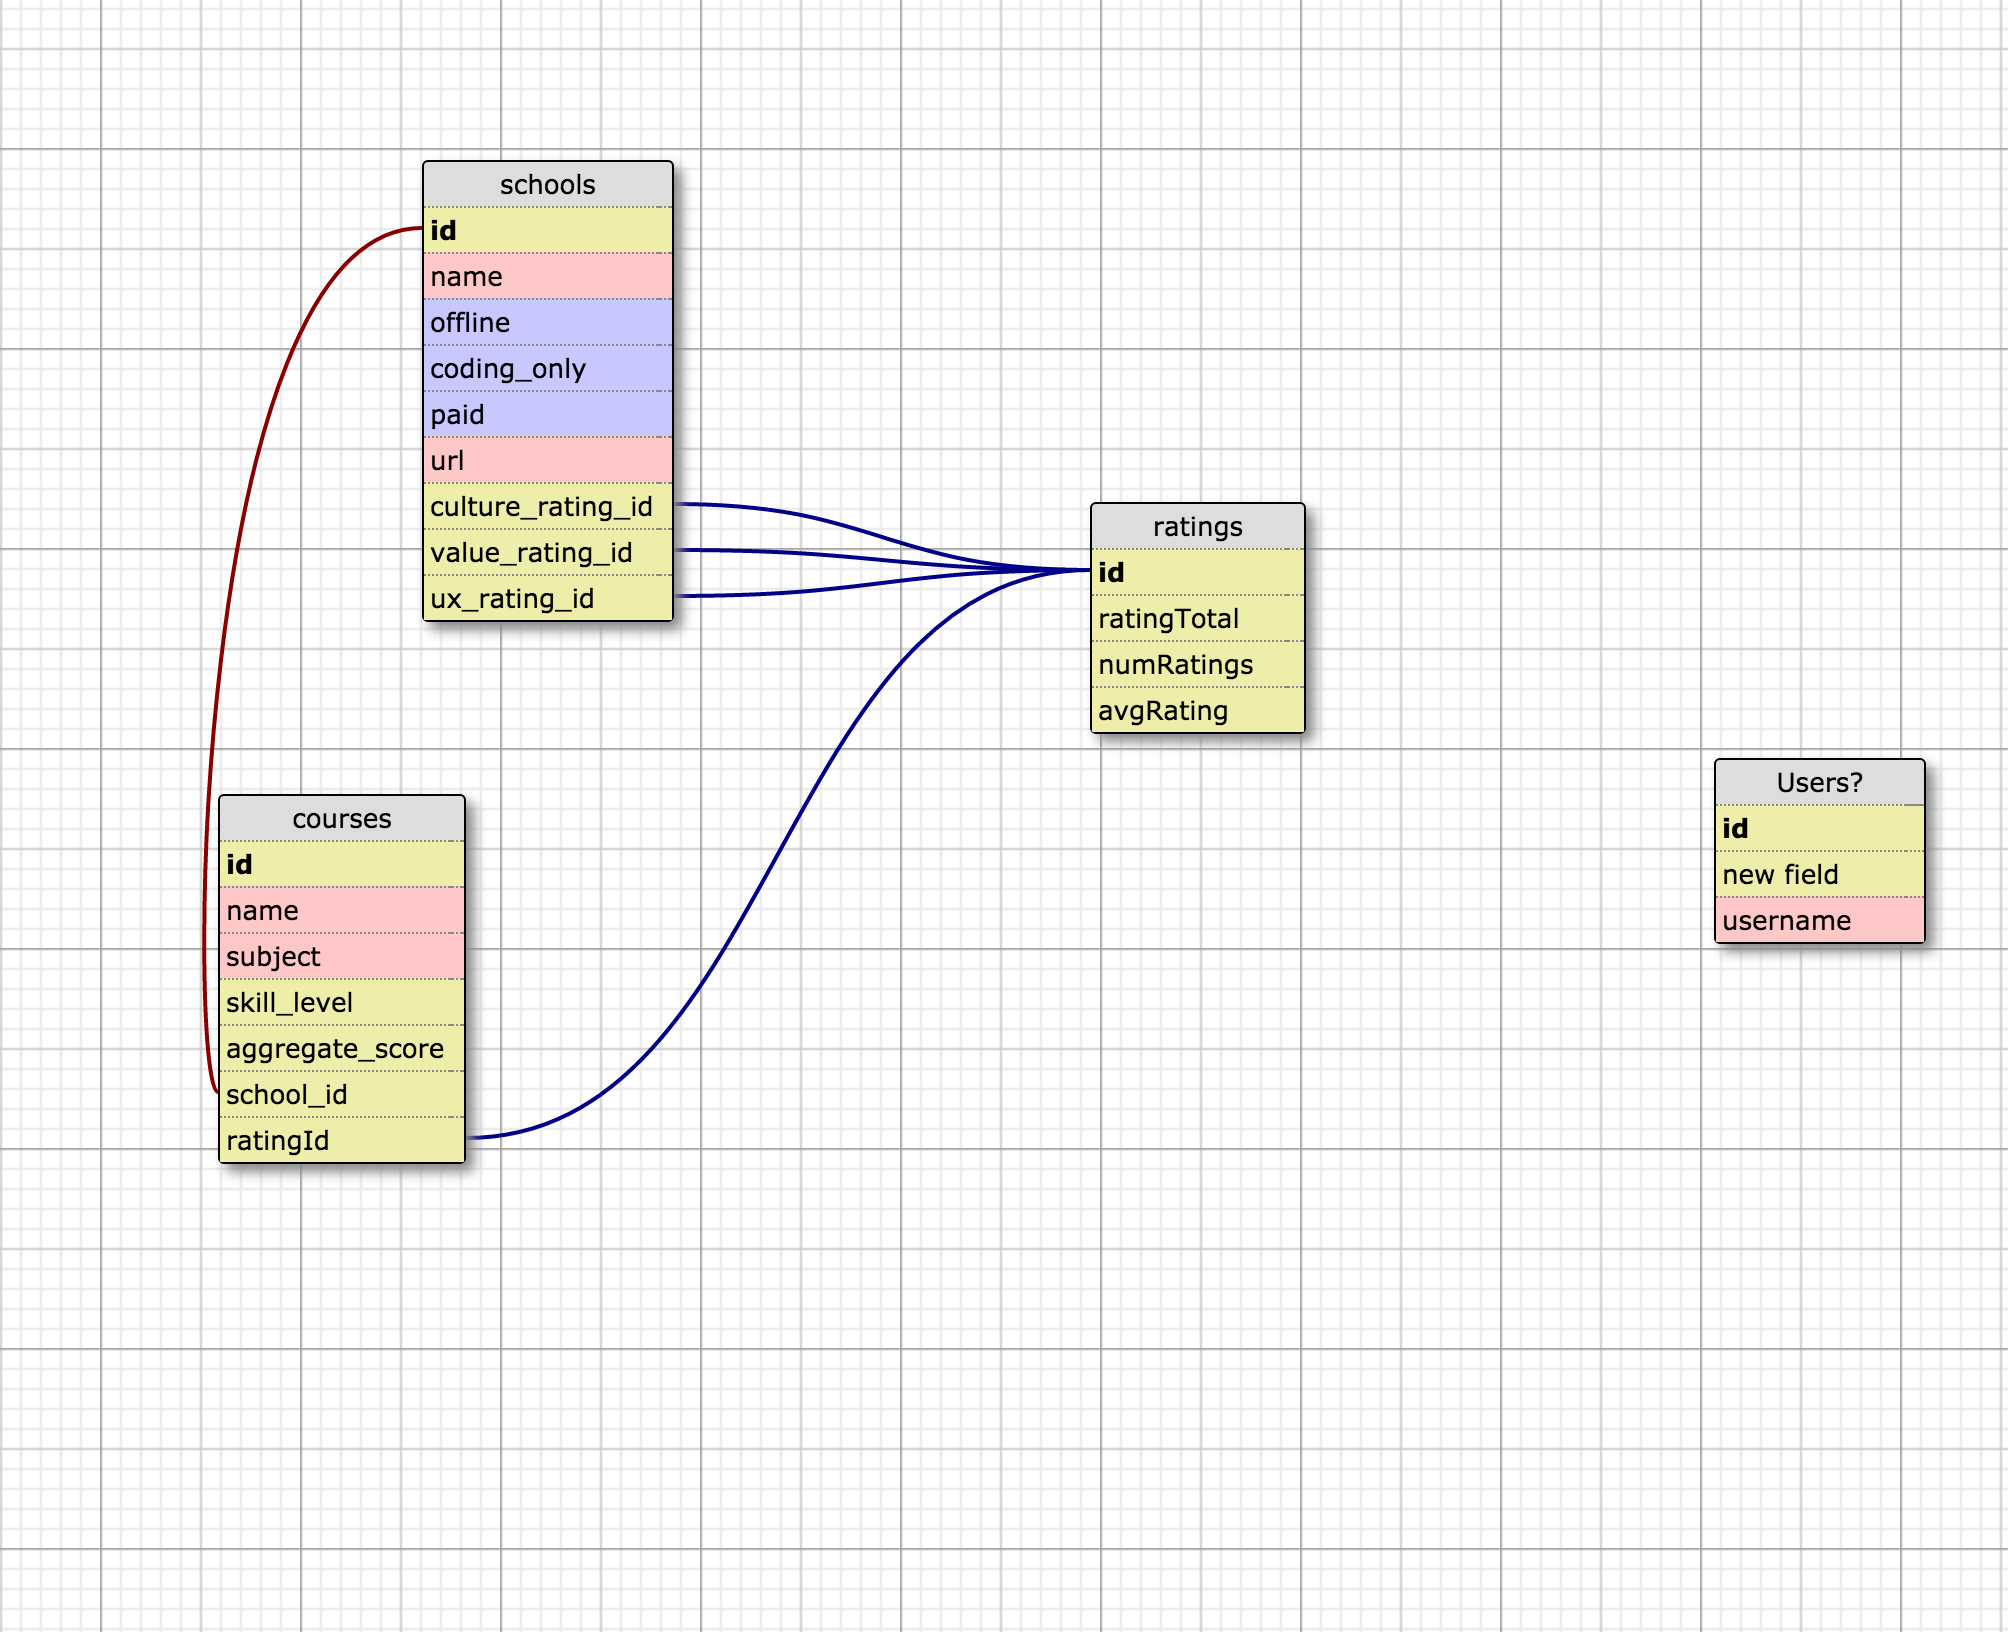 schools
id
name
offline
coding_only
paid
url
culture_rating_id
value_rating_id
ux_rating_id
ratings
id
ratingTotal
numRatings
avgRating
Users?
id
new field
username
courses
id
name
subject
skill_level
aggregate_score
school_id
ratingId